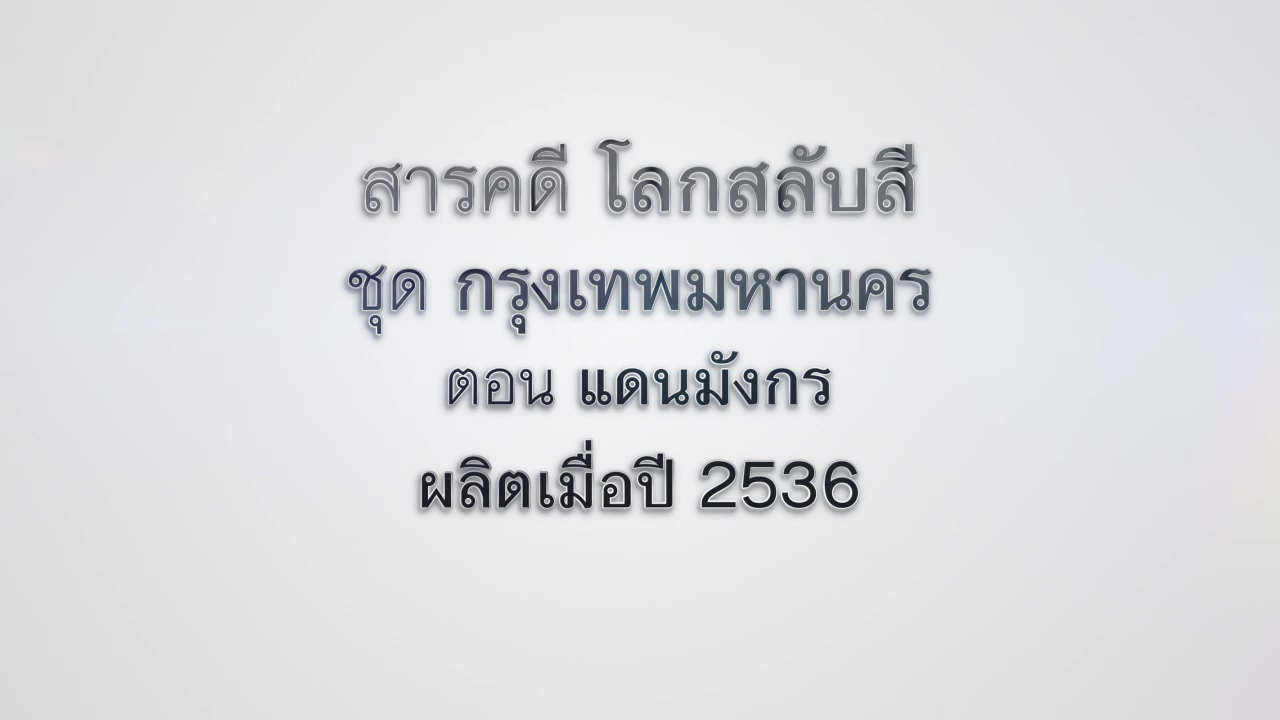 สารคดี โลกสลับสี
ชุด กรุงเทพมหานคร
ตอน แดนมังกร
ผลิตเมื่อปี 2536